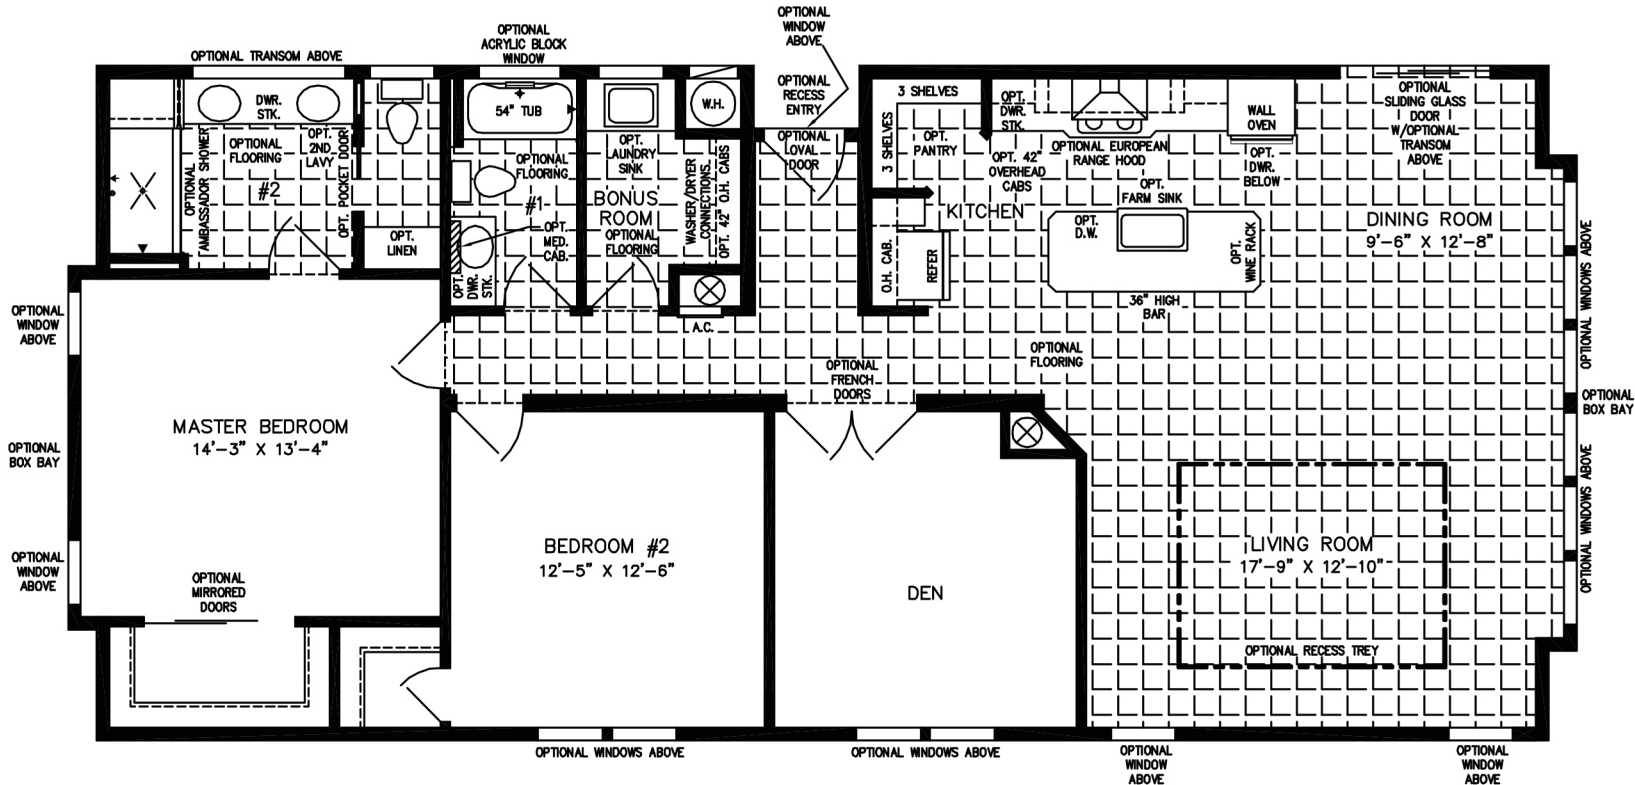 OPTIONAL
WINDOW
ABOVE
OPTIONAL
ACRYLIC BLOCK
WINDOW
OPTIONAL TRANSOM ABOVE
DWR.
STK.
OPTIONAL
FLOORING
OPT.
2ND
LAVY
#2
OPTIONAL
AMBASSADOR SHOWER
OPT. POCKET DOOR
OPT.
LINEN
54" TUB
OPTIONAL
FLOORING
#1
OPT.
MED.
CAB.
OPT.
DWR.
STK.
W.H.
OPT.
LAUNDRY
SINK
BONUS
ROOM
OPTIONAL
FLOORING
WASHER/DRYER
CONNECTIONS.
OPT. 42" O.H. CABS
A.C.
OPTIONAL
RECESS
ENTRY
OPTIONAL
OVAL
DOOR
3 SHELVES
3 SHELVES
OPT.
PANTRY
OPT.
DWR.
STK.
OPT. 42"
OVERHEAD
CABS
OPTIONAL EUROPEAN
RANGE HOOD
WALL
OVEN
OPT.
DWR.
BELOW
OPT.
FARM SINK
KITCHEN
OPT.
D.W.
OPT.
WINE RACK
36" HIGH
BAR
O.H. CAB.
REFER
OPTIONAL
SLIDING GLASS
DOOR
W/OPTIONAL
TRANSOM
ABOVE
DINING ROOM
9'-6" X 12'-8"
OPTIONAL WINDOWS ABOVE
OPTIONAL
BOX BAY
OPTIONAL WINDOWS ABOVE
OPTIONAL
FLOORING
OPTIONAL
FRENCH
DOORS
OPTIONAL
WINDOW
ABOVE
MASTER BEDROOM
14'-3" X 13'-4"
OPTIONAL
BOX BAY
OPTIONAL
WINDOW
ABOVE
OPTIONAL
MIRRORED
DOORS
BEDROOM #2
12'-5" X 12'-6"
DEN
LIVING ROOM
17'-9" X 12'-10"
OPTIONAL RECESS TREY
OPTIONAL WINDOWS ABOVE
OPTIONAL WINDOWS ABOVE
OPTIONAL
WINDOW
ABOVE
OPTIONAL
WINDOW
ABOVE